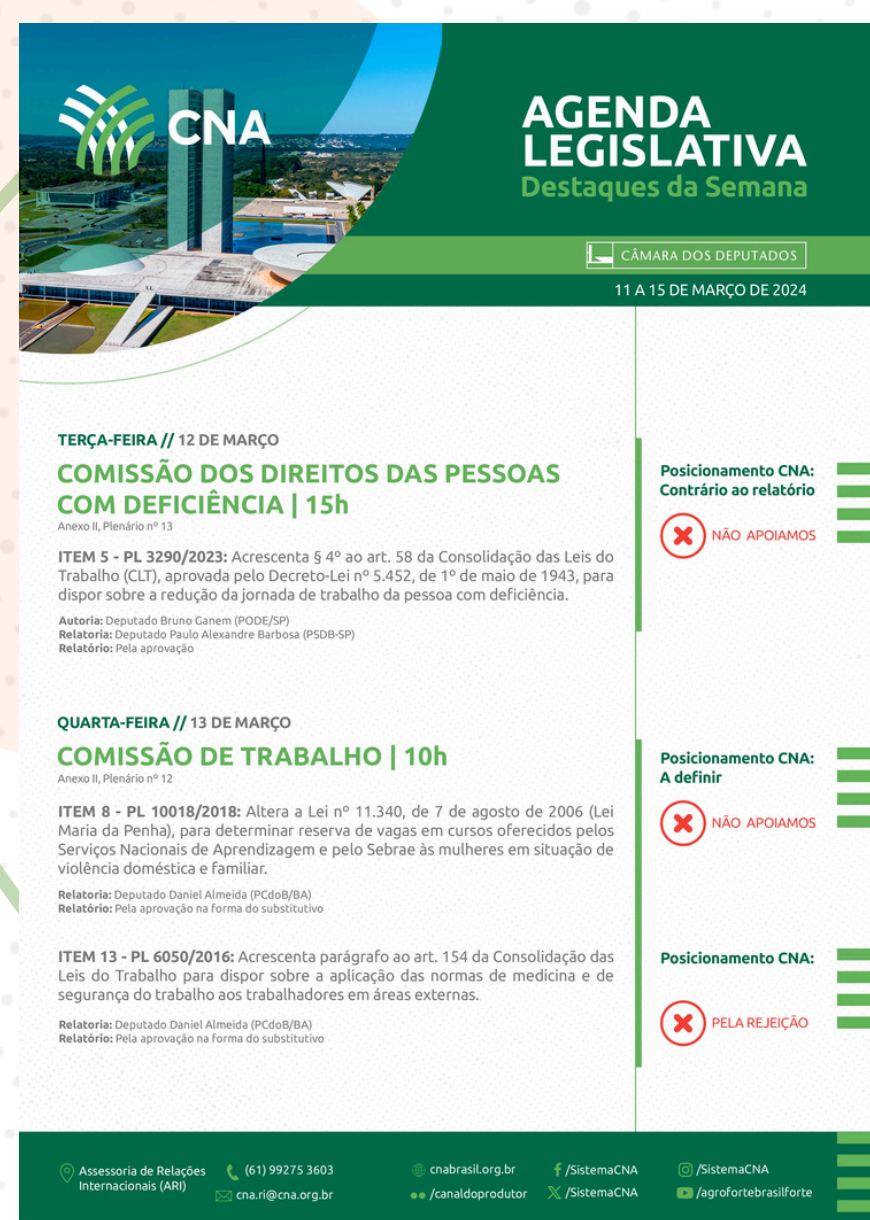 CNA
AGENDA
LEGISLATIVA
Destaques da Semana
CÂMARA DOS DEPUTADOS
11 A 15 DE MARÇO DE 2024
TERÇA-FEIRA // 12 DE MARÇO
COMISSÃO DOS DIREITOS DAS PESSOAS
COM DEFICIÊNCIA | 15h
Anexo II, Plenário nº 13
ITEM 5 - PL 3290/2023: Acrescenta § 4º ao art. 58 da Consolidação das Leis do
Trabalho (CLT), aprovada pelo Decreto-Lei nº 5.452, de 1º de maio de 1943, para
dispor sobre a redução da jornada de trabalho da pessoa com deficiência.
Autoria: Deputado Bruno Ganem (PODE/SP)
Relatoria: Deputado Paulo Alexandre Barbosa (PSDB-SP)
Relatório: Pela aprovação
Posicionamento CNA:
Contrário ao relatório
NÃO APOIAMOS
QUARTA-FEIRA // 13 DE MARÇO
COMISSÃO DE TRABALHO | 10h
Anexo II, Plenário nº 12
ITEM 8 - PL 10018/2018: Altera a Lei nº 11.340, de 7 de agosto de 2006 (Lei
Maria da Penha), para determinar reserva de vagas em cursos oferecidos pelos
Serviços Nacionais de Aprendizagem e pelo Sebrae às mulheres em situação de
violência doméstica e familiar.
Relatoria: Deputado Daniel Almeida (PCdoB/BA)
Relatório: Pela aprovação na forma do substitutivo
Posicionamento CNA:
A definir
NÃO APOIAMOS
ITEM 13 - PL 6050/2016: Acrescenta parágrafo ao art. 154 da Consolidação das
Leis do Trabalho para dispor sobre a aplicação das normas de medicina e de
segurança do trabalho aos trabalhadores em áreas externas.
Relatoria: Deputado Daniel Almeida (PCdoB/BA)
Relatório: Pela aprovação na forma do substitutivo
Posicionamento CNA:
PELA REJEIÇÃO
Assessoria de Relações
Internacionais (ARI)
(61) 99275 3603
cna.ri@cna.org.br
cnabrasil.org.br
/canaldoprodutor
/SistemaCNA
/SistemaCNA
/SistemaCNA
/agrofortebrasilforte